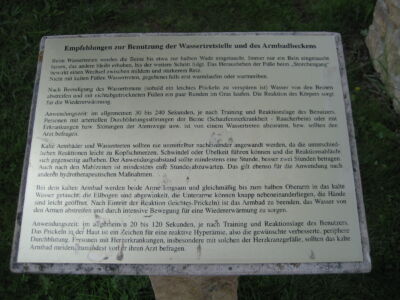 Empfehlungen zur Benutzung der Wassertretstelle und des Armbadbeckens
Beim Wassertreten werden die Beine bis etwa zur halben Wade eingetaucht. Immer nur ein Bein eingetaucht
lassen, das andere bleibt erhoben, bis der weitere Schritt folgt. Das Herausheben der Füße beim „Storchengang"
bewirkt einen Wechsel zwischen mildem und stärkerem Reiz.
Nicht mit kalten Füßen Wassertreten, gegebenenfalls erst warmlaufen oder warmreiben.
Nach Beendigung des Wassertretens (sobald ein leichtes Prickeln zu verspüren ist) Wasser von den Beinen
abstreifen und mit nichtabgetrockneten Füßen ein paar Runden im Gras laufen. Die Reaktion des Körpers sorgt
für die Wiedererwärmung.
Anwendungszeit: im allgemeinen 30 bis 240 Sekunden, je nach Training und Reaktionslage des Benutzers.
Personen mit arteriellen Durchblutungsstörungen der Beine (Schaufensterkrankheit - Raucherbein) oder mit
Erkrankungen bzw. Störungen der Atemwege usw. ist von einem Wassertreten abzuraten, bzw. sollten den
Arzt befragen.
Kalte Armbäder und Wassertreten sollten nie unmittelbar nacheinander angewandt werden, da die unterschied-
lichen Reaktionen leicht zu Kopfschmerzen, Schwindel oder Übelkeit führen können und die Reaktionsabläufe
sich gegenseitig aufheben. Der Anwendungsabstand sollte mindestens eine Stunde, besser zwei Stunden betragen.
Auch nach den Mahlzeiten ist mindestens eine Stunde abzuwarten. Das gilt ebenso für die Anwendung nach
anderen hydrotherapeutischen Maßnahmen.
Bei dem kalten Armbad werden beide Arme langsam und gleichmäßig bis zum halben Oberarm in das kalte
Wasser getaucht, die Ellbogen sind abgewinkelt, die Unterarme können knapp nebeneinanderliegen, die Hände
sind leicht geöffnet. Nach Eintritt der Reaktion (leichtes Prickeln) ist das Armbad zu beenden, das Wasser von
den Armen abstreifen und durch intensive Bewegung für eine Wiedererwärmung zu sorgen.
Anwendungszeit: im allgemeinen 20 bis 120 Sekunden, je nach Training und Reaktionslage des Benutzers.
Das Prickeln in der Haut ist ein Zeichen für eine reaktive Hyperämie, also die gewünschte verbesserte, periphere
Durchblutung. Personen mit Herzerkrankungen, insbesondere mit solchen der Herzkranzgefäße, sollten das kalte
Armbad meiden, zumindest vorher ihren Arzt befragen.